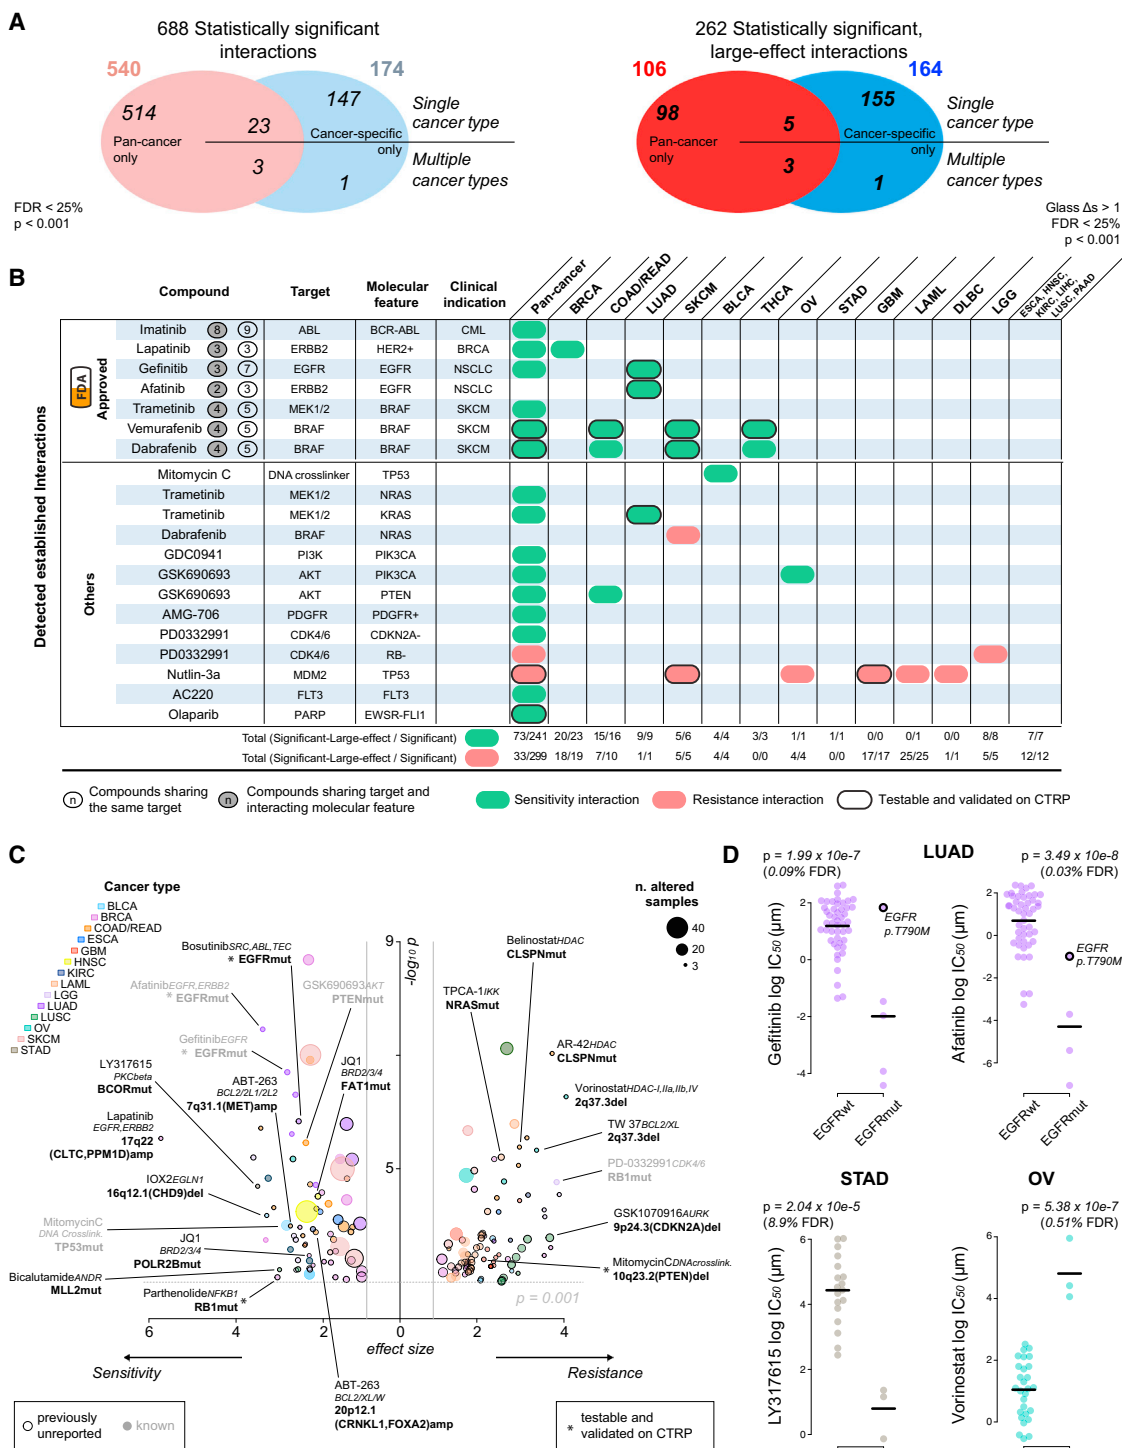 A
688 Statistically significant
interactions
540
174
514
147
23
Pan-cancer
only
Cancer-specific
only
3
1
Single
cancer type
Multiple
cancer types
FDR < 25%
p < 0.001
262 Statistically significant,
large-effect interactions
106
164
98
155
5
Pan-cancer
only
Cancer-specific
only
3
1
Single
cancer type
Multiple
cancer types
Glass Δs > 1
FDR < 25%
p < 0.001
B
Compound Target Molecular feature Clinical indication Pan-cancer BRCA COAD/READ LUAD SKCM BLCA THCA OV STAD GBM LAML DLBC LGG ESCA, HNSC, KIRC, LIHC, LUSC, PAAD
Detected established Interactions
FDA
Approved
Imatinib 8 9 ABL BCR-ABL CML
Lapatinib 3 3 ERBB2 HER2+ BRCA
Gefinitib 3 7 EGFR EGFR NSCLC
Afatinib 2 3 ERBB2 EGFR NSCLC
Trametinib 4 5 MEK1/2 BRAF SKCM
Vemurafenib 4 5 BRAF BRAF SKCM
Dabrafenib 4 5 BRAF BRAF SKCM
Others
Mitomycin C DNA crosslinker TP53
Trametinib MEK1/2 NRAS
Trametinib MEK1/2 KRAS
Dabrafenib BRAF NRAS
GDC0941 PI3K PIK3CA
GSK690693 AKT PIK3CA
GSK690693 AKT PTEN
AMG-706 PDGFR PDGFR+
PD0332991 CDK4/6 CDKN2A-
PD0332991 CDK4/6 RB-
Nutlin-3a MDM2 TP53
AC220 FLT3 FLT3
Olaparib PARP EWSR-FLI1
Total (Significant-Large-effect / Significant) 73/241 20/23 15/16 9/9 5/6 4/4 3/3 1/1 1/1 0/0 0/1 0/0 8/8 7/7
Total (Significant-Large-effect / Significant) 33/299 18/19 7/10 1/1 5/5 4/4 0/0 4/4 0/0 17/17 25/25 1/1 5/5 12/12
n Compounds sharing
the same target
n Compounds sharing target and
interacting molecular feature
Sensitivity interaction
Resistance interaction
Testable and validated on CTRP
C
Cancer type
BLCA
BRCA
COAD/READ
ESCA
GBM
HNSC
KIRC
LAML
LGG
LUAD
LUSC
OV
SKCM
STAD
n. altered
samples
40
20
3
-log10 p
9
5
BosutinibSRC,ABL,TEC
* EGFRmut
AfatinibEGFR,ERBB2
* EGFRmut
GSK690693AKT
PTENmut
GefitinibEGFR
* EGFRmut
LY317615
PKCbeta
BCORmut
ABT-263
BCL2/2L1/2L2
7q31.1(MET)amp
JQ1
BRD2/3/4
FAT1mut
Lapatinib
EGFR,ERBB2
17q22
(CLTC,PPM1D)amp
IOX2EGLN1
16q12.1(CHD9)del
MitomycinC
DNA Crosslink.
TP53mut
JQ1
BRD2/3/4
POLR2Bmut
BicalutamideANDR
MLL2mut
ParthenolideNFKB1
RB1mut *
BelinostatHDAC
CLSPNmut
TPCA-1IKK
NRASmut
AR-42HDAC
CLSPNmut
VorinostatHDAC-I,IIa,IIb,IV
2q37.3del
TW 37BCL2/XL
2q37.3del
PD-0332991CDK4/6
RB1mut
GSK1070916AURK
9p24.3(CDKN2A)del
MitomycinCDNAcrosslink.
* 10q23.2(PTEN)del
p = 0.001
6 2 0 2 4
effect size
Sensitivity
Resistance
ABT-263
BCL2/XL/W
20p12.1
(CRNKL1,FOXA2)amp
previously
unreported
known
* testable and
validated on CTRP
D
LUAD
p = 1.99 x 10e-7
(0.09% FDR)
Gefitinib log IC50 (μm)
2
0
-2
-4
EGFR
p.T790M
EGFRwt
EGFRmut
p = 3.49 x 10e-8
(0.03% FDR)
Afatinib log IC50 (μm)
2
0
-2
-4
-6
EGFR
p.T790M
EGFRwt
EGFRmut
STAD
p = 2.04 x 10e-5
(8.9% FDR)
LY317615 log IC50 (μm)
6
4
2
0
OV
p = 5.38 x 10e-7
(0.51% FDR)
Vorinostat log IC50 (μm)
6
4
2
0